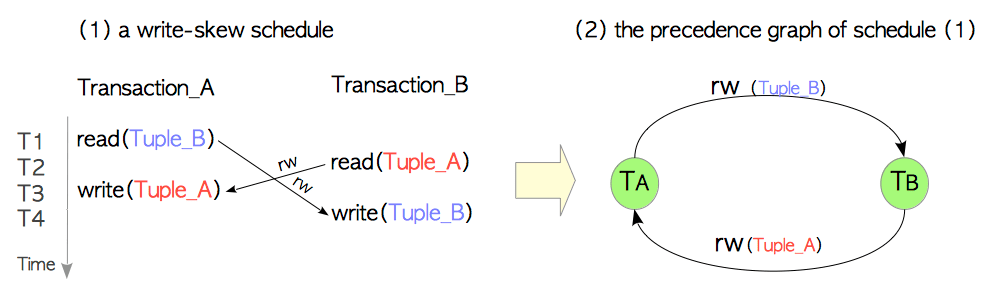 (1) a write-skew schedule
Transaction_A
Transaction_B
T1
read(Tuple_B)
T2
read(Tuple_A)
rw
T3
write(Tuple_A)
rw
T4
write(Tuple_B)
Time
(2) the precedence graph of schedule (1)
rw (Tuple_B)
TA
TB
rw(Tuple_A)